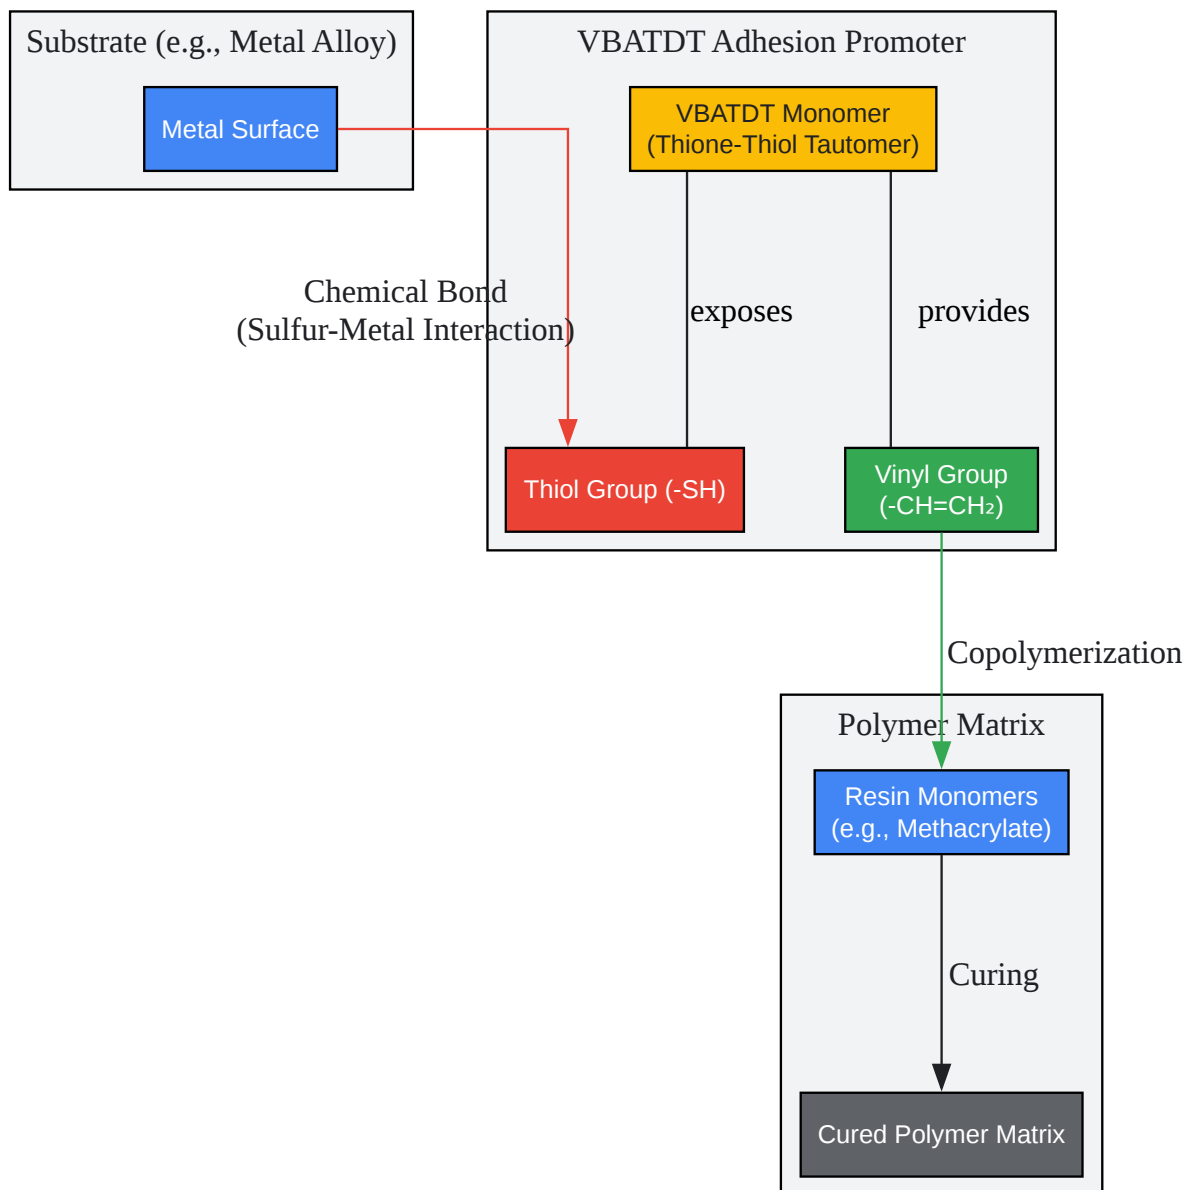 Substrate (e.g., Metal Alloy)
Metal Surface
VBATDT Adhesion Promoter
VBATDT Monomer
(Thione-Thiol Tautomer)
Chemical Bond
(Sulfur-Metal Interaction)
exposes
provides
Thiol Group (-SH)
Vinyl Group
(-CH=CH₂)
Copolymerization
Polymer Matrix
Resin Monomers
(e.g., Methacrylate)
Curing
Cured Polymer Matrix